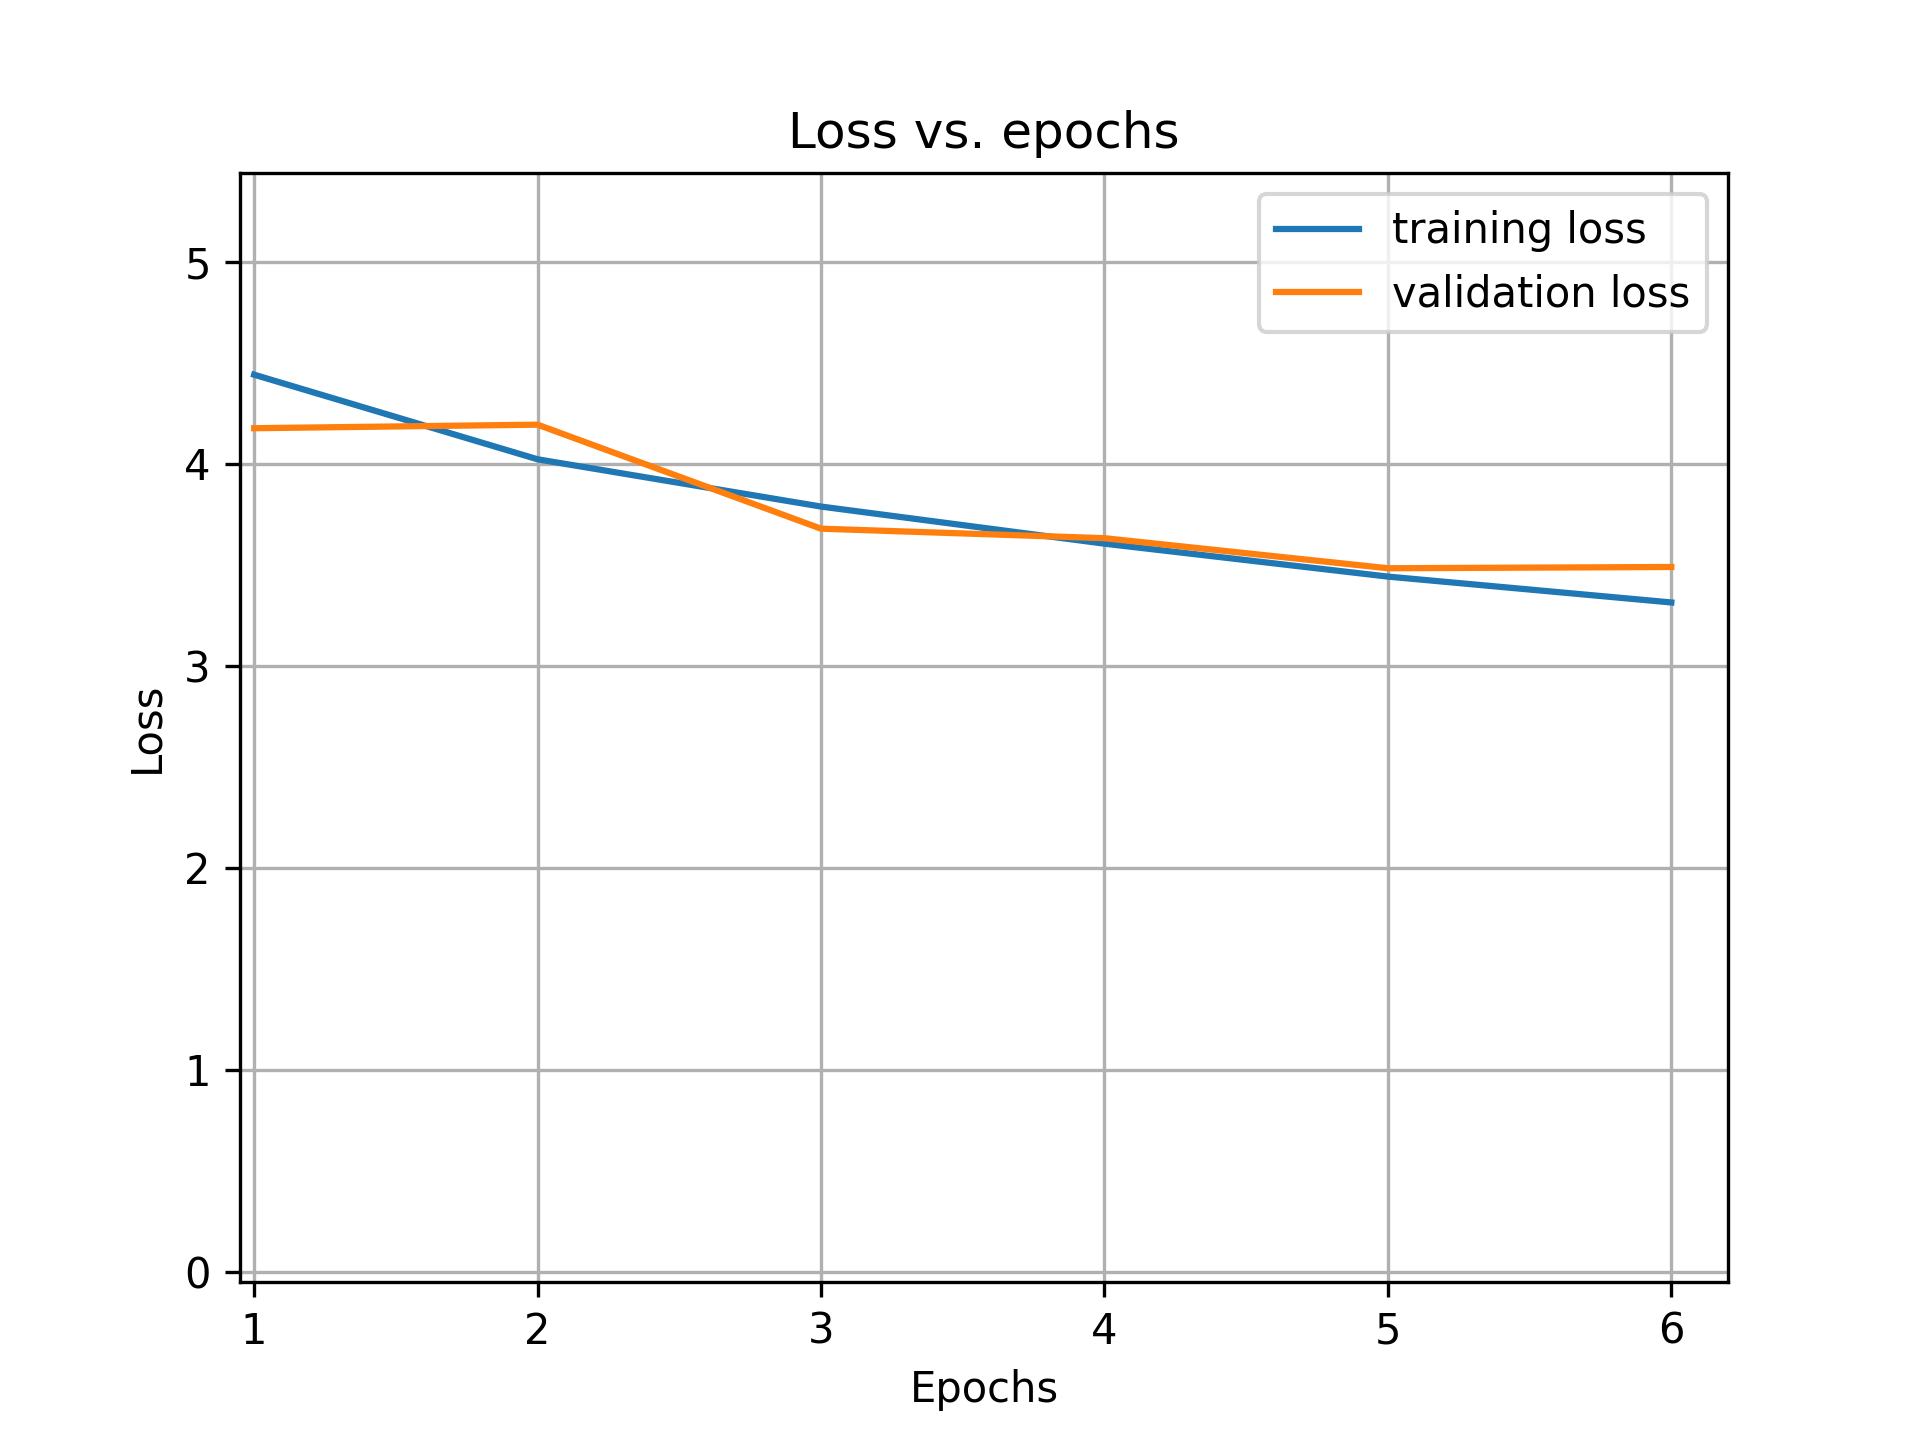 Loss vs. epochs
training loss
validation loss
5
4
3
2
1
0
Loss
1 2 3 4 5 6
Epochs